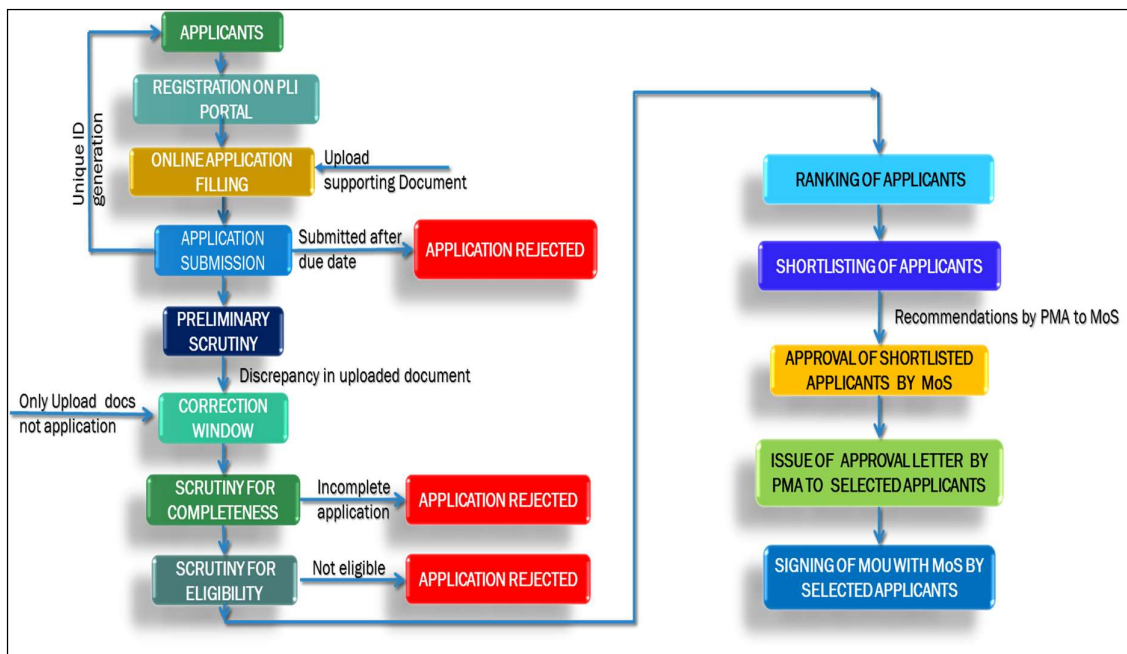 APPLICANTS
REGISTRATION ON PLI
PORTAL
Unique ID
generation
ONLINE APPLICATION
FILLING
Upload
supporting Document
APPLICATION
SUBMISSION
Submitted after
due date
APPLICATION REJECTED
PRELIMINARY
SCRUTINY
Discrepancy in uploaded document
Only Upload docs
not application
CORRECTION
WINDOW
SCRUTINY FOR
COMPLETENESS
Incomplete
application
APPLICATION REJECTED
SCRUTINY FOR
ELIGIBILITY
Not eligible
APPLICATION REJECTED
RANKING OF APPLICANTS
SHORTLISTING OF APPLICANTS
Recommendations by PMA to MoS
APPROVAL OF SHORTLISTED
APPLICANTS BY MoS
ISSUE OF APPROVAL LETTER BY
PMA TO SELECTED APPLICANTS
SIGNING OF MOU WITH MoS BY
SELECTED APPLICANTS